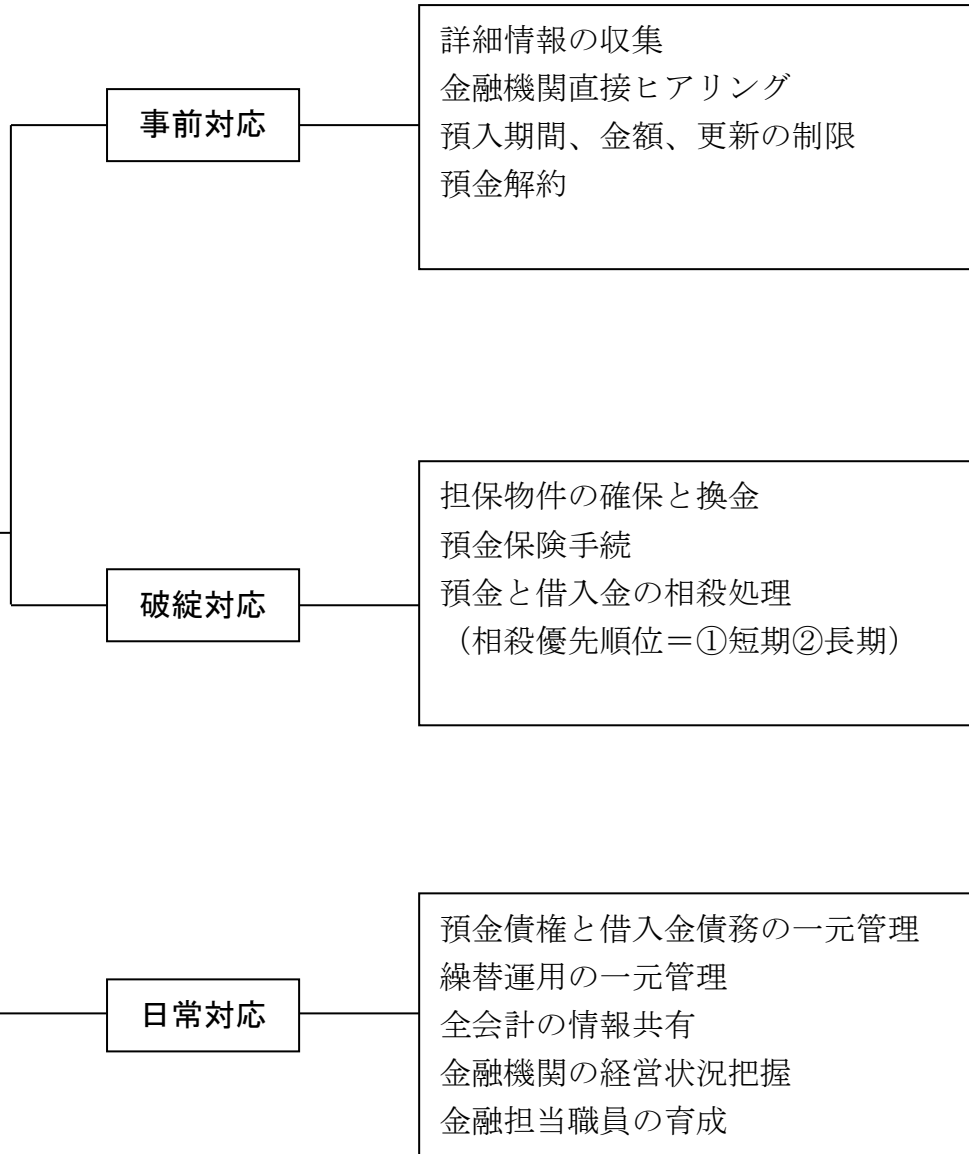 事前対応
詳細情報の収集
金融機関直接ヒアリング
預入期間、金額、更新の制限
預金解約
破綻対応
担保物件の確保と換金
預金保険手続
預金と借入金の相殺処理
（相殺優先順位＝①短期②長期）
日常対応
預金債権と借入金債務の一元管理
繰替運用の一元管理
全会計の情報共有
金融機関の経営状況把握
金融担当職員の育成